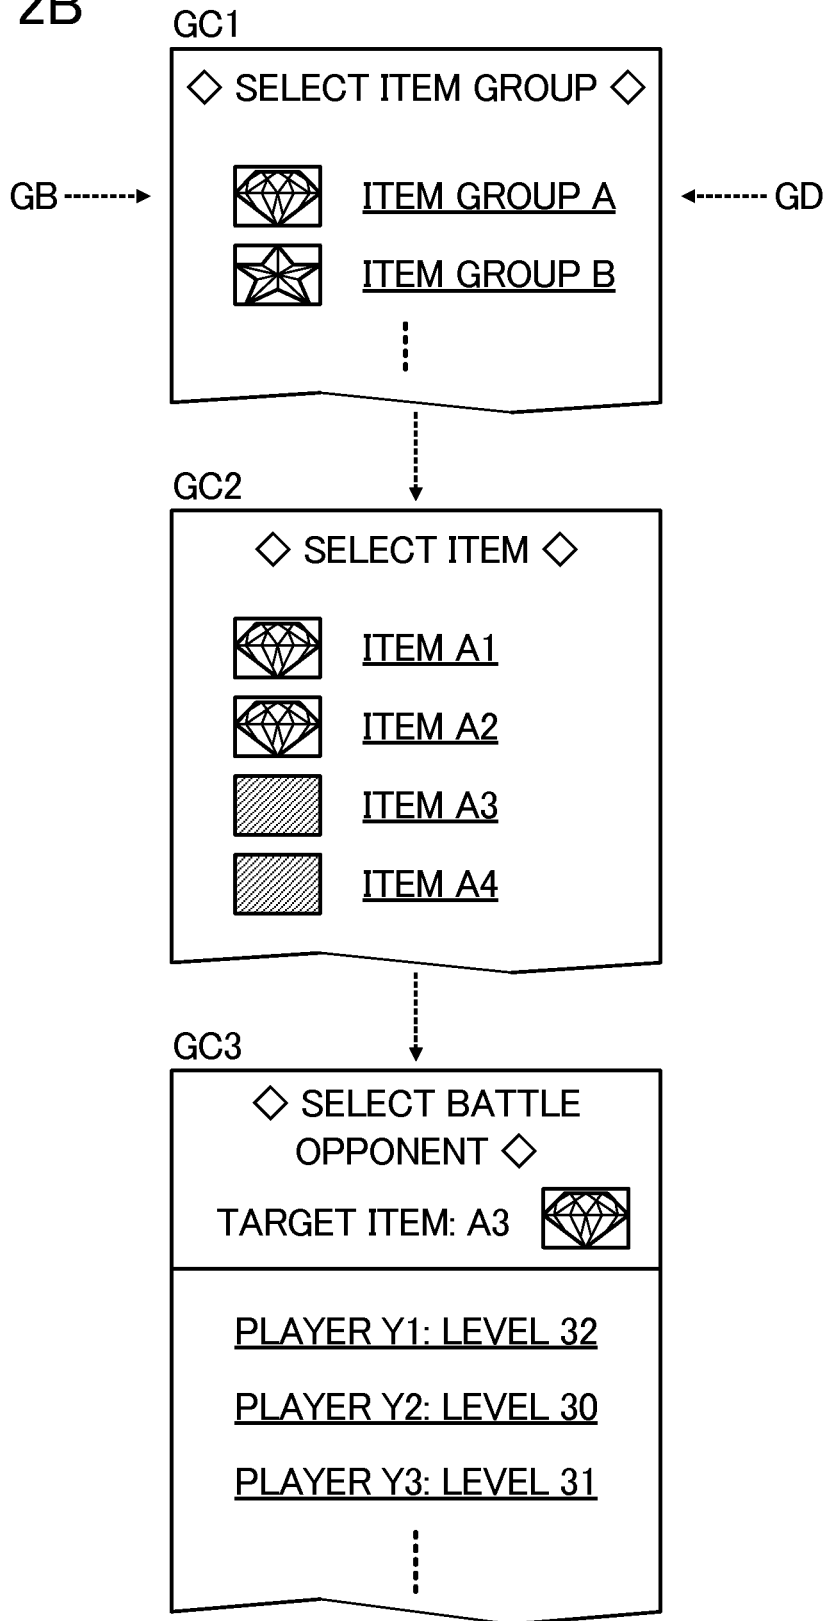 2B
GC1
◇ SELECT ITEM GROUP ◇
GB
ITEM GROUP A
GD
ITEM GROUP B
GC2
◇ SELECT ITEM ◇
ITEM A1
ITEM A2
ITEM A3
ITEM A4
GC3
◇ SELECT BATTLE
OPPONENT ◇
TARGET ITEM: A3
PLAYER Y1: LEVEL 32
PLAYER Y2: LEVEL 30
PLAYER Y3: LEVEL 31